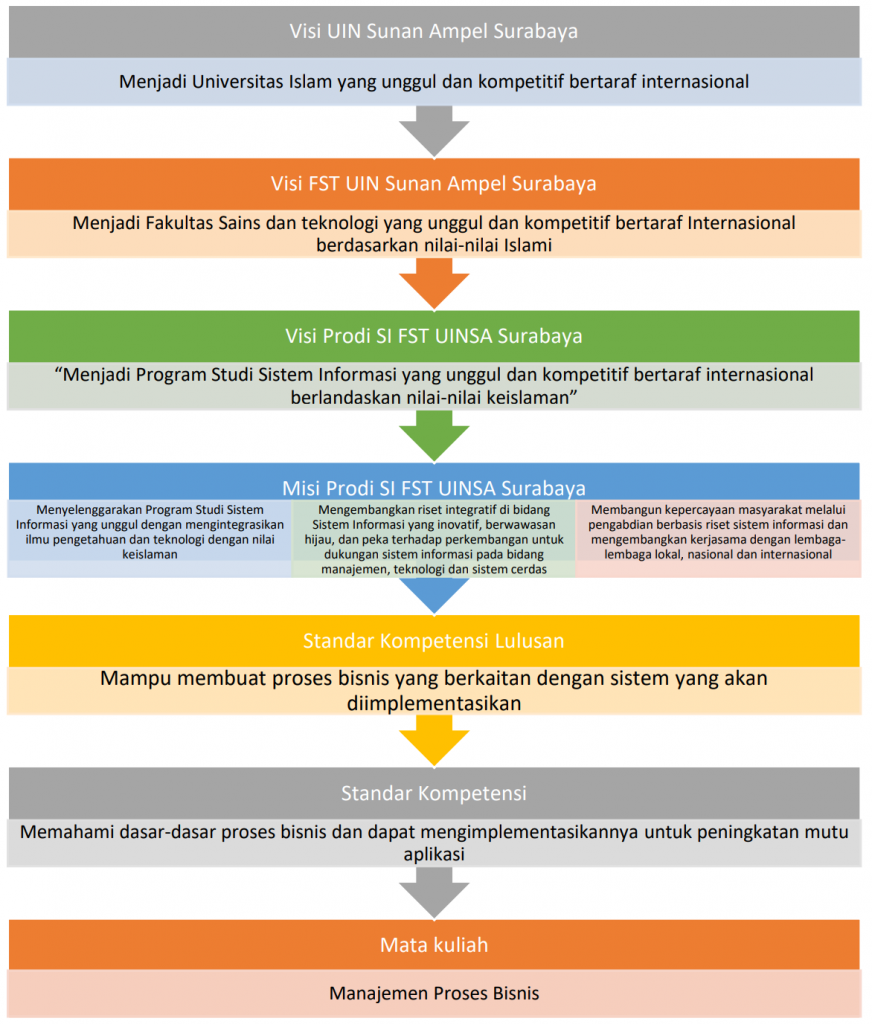 Visi UIN Sunan Ampel Surabaya
Menjadi Universitas Islam yang unggul dan kompetitif bertaraf internasional
Visi FST UIN Sunan Ampel Surabaya
Menjadi Fakultas Sains dan teknologi yang unggul dan kompetitif bertaraf Internasional
berdasarkan nilai-nilai Islami
Visi Prodi SI FST UINSA Surabaya
“Menjadi Program Studi Sistem Informasi yang unggul dan kompetitif bertaraf internasional
berlandaskan nilai-nilai keislaman”
Misi Prodi SI FST UINSA Surabaya
Menyelenggarakan Program Studi Sistem
Informasi yang unggul dengan mengintegrasikan
ilmu pengetahuan dan teknologi dengan nilai
keislaman
Mengembangkan riset integratif di bidang
Sistem Informasi yang inovatif, berwawasan
hijau, dan peka terhadap perkembangan untuk
dukungan sistem informasi pada bidang
manajemen, teknologi dan sistem cerdas
Membangun kepercayaan masyarakat melalui
pengabdian berbasis riset sistem informasi dan
mengembangkan kerjasama dengan lembaga-
lembaga lokal, nasional dan internasional
Standar Kompetensi Lulusan
Mampu membuat proses bisnis yang berkaitan dengan sistem yang akan
diimplementasikan
Standar Kompetensi
Memahami dasar-dasar proses bisnis dan dapat mengimplementasikannya untuk peningkatan mutu
aplikasi
Mata kuliah
Manajemen Proses Bisnis